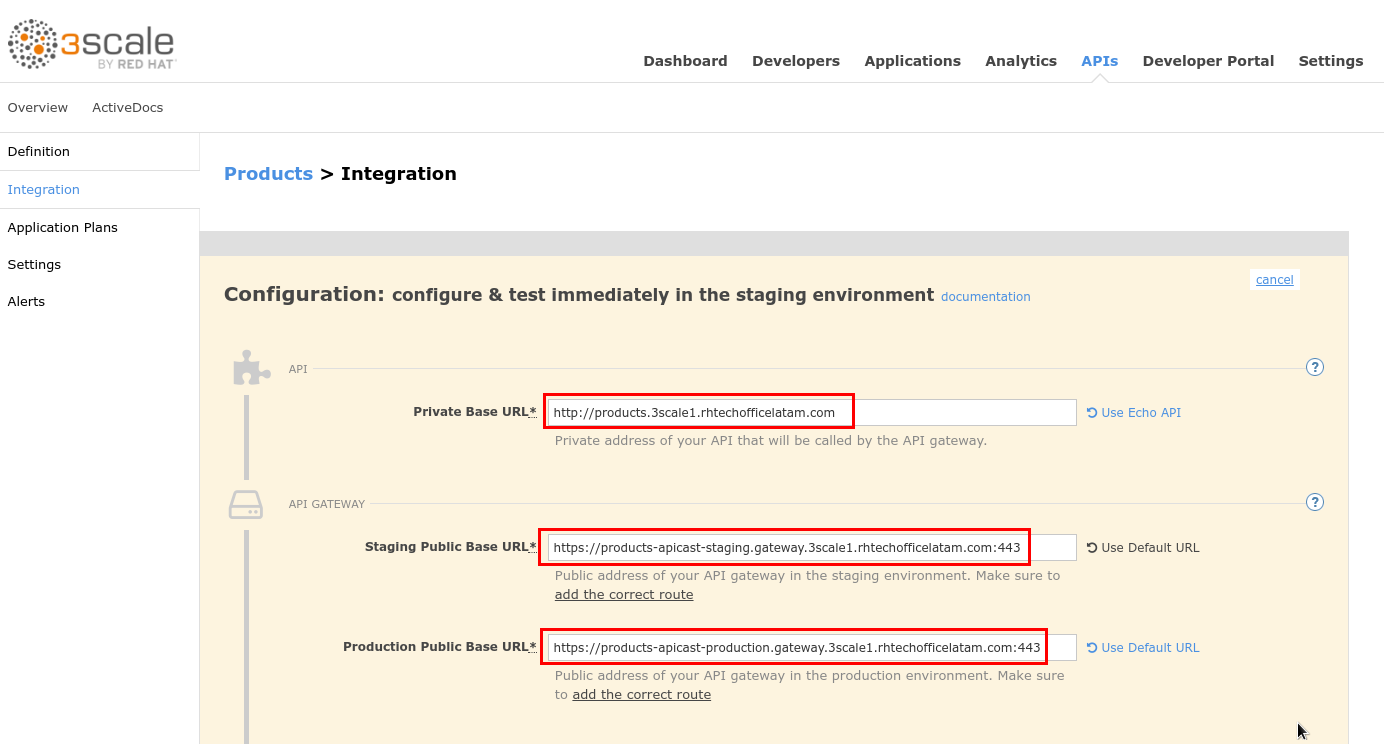 3scale
BY RED HAT
Dashboard Developers Applications Analytics APIs Developer Portal Settings
Overview ActiveDocs
Definition
Integration
Application Plans
Settings
Alerts
Products > Integration
cancel
Configuration: configure & test immediately in the staging environment documentation
API ?
Private Base URL* http://products.3scale1.rhtechofficelatam.com Use Echo API
Private address of your API that will be called by the API gateway.
API GATEWAY ?
Staging Public Base URL* https://products-apicast-staging.gateway.3scale1.rhtechofficelatam.com:443 Use Default URL
Public address of your API gateway in the staging environment. Make sure to
add the correct route
Production Public Base URL* https://products-apicast-production.gateway.3scale1.rhtechofficelatam.com:443 Use Default URL
Public address of your API gateway in the production environment. Make sure
to add the correct route